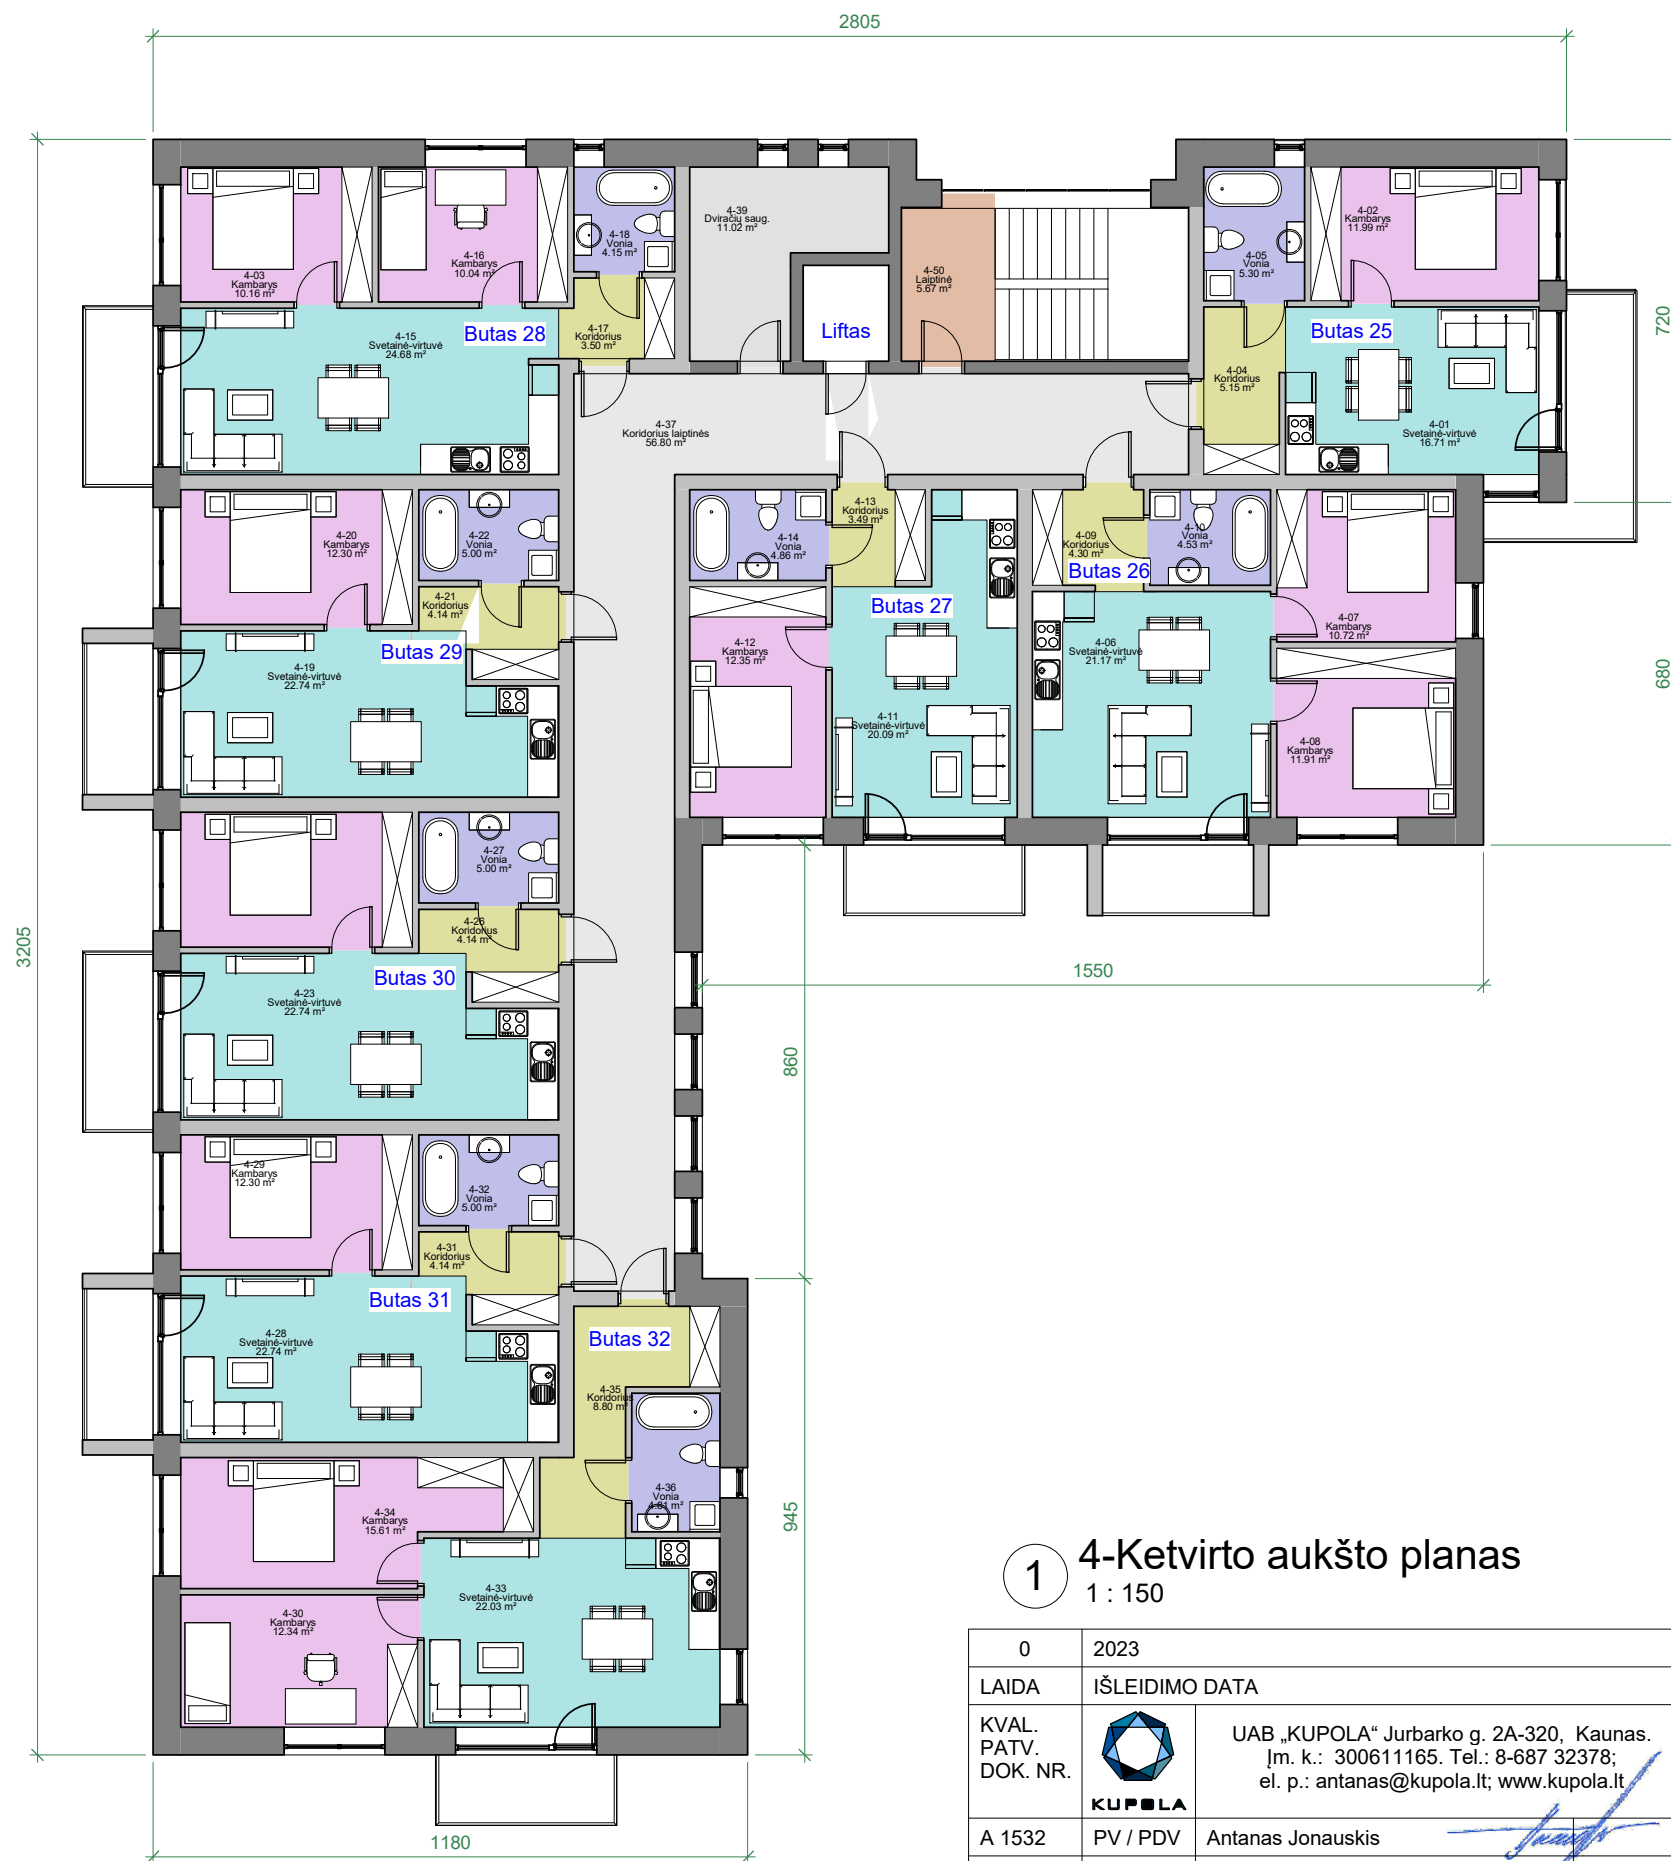 2805
4-03
Kambarys
10.16 m²
4-16
Kambarys
10.04 m²
4-18
Vonia
4.15 m²
4-39
Dviračių saug.
11.02 m²
4-50
Laiptinė
5.67 m²
4-05
Vonia
5.30 m²
4-02
Kambarys
11.99 m²
720
4-15
Svetainė-virtuvė
24.68 m²
Butas 28
4-17
Koridorius
3.50 m²
Liftas
Butas 25
4-04
Koridorius
5.15 m²
4-01
Svetainė-virtuvė
16.71 m²
4-37
Koridorius laiptinės
56.80 m²
4-20
Kambarys
12.30 m²
4-22
Vonia
5.00 m²
4-14
Vonia
4.86 m²
4-13
Koridorius
3.49 m²
4-09
Koridorius
4.30 m²
4-10
Vonia
4.53 m²
Butas 26
4-21
Koridorius
4.14 m²
Butas 27
4-07
Kambarys
10.72 m²
Butas 29
4-19
Svetainė-virtuvė
22.74 m²
4-12
Kambarys
12.35 m²
4-06
Svetainė-virtuvė
21.17 m²
680
4-11
Svetainė-virtuvė
20.09 m²
4-08
Kambarys
11.91 m²
4-27
Vonia
5.00 m²
4-26
Koridorius
4.14 m²
3205
Butas 30
4-23
Svetainė-virtuvė
22.74 m²
1550
860
4-29
Kambarys
12.30 m²
4-32
Vonia
5.00 m²
4-31
Koridorius
4.14 m²
Butas 31
4-28
Svetainė-virtuvė
22.74 m²
Butas 32
4-35
Koridorius
8.80 m²
4-36
Vonia
4.81 m²
4-34
Kambarys
15.61 m²
945
4-33
Svetainė-virtuvė
22.03 m²
4-30
Kambarys
12.34 m²
1180
1 4-Ketvirto aukšto planas
1 : 150
0 2023
LAIDA IŠLEIDIMO DATA
KVAL.
PATV.
DOK. NR.
KUPOLA
UAB „KUPOLA“ Jurbarko g. 2A-320, Kaunas.
Įm. k.: 300611165. Tel.: 8-687 32378;
el. p.: antanas@kupola.lt; www.kupola.lt
A 1532 PV / PDV Antanas Jonauskis